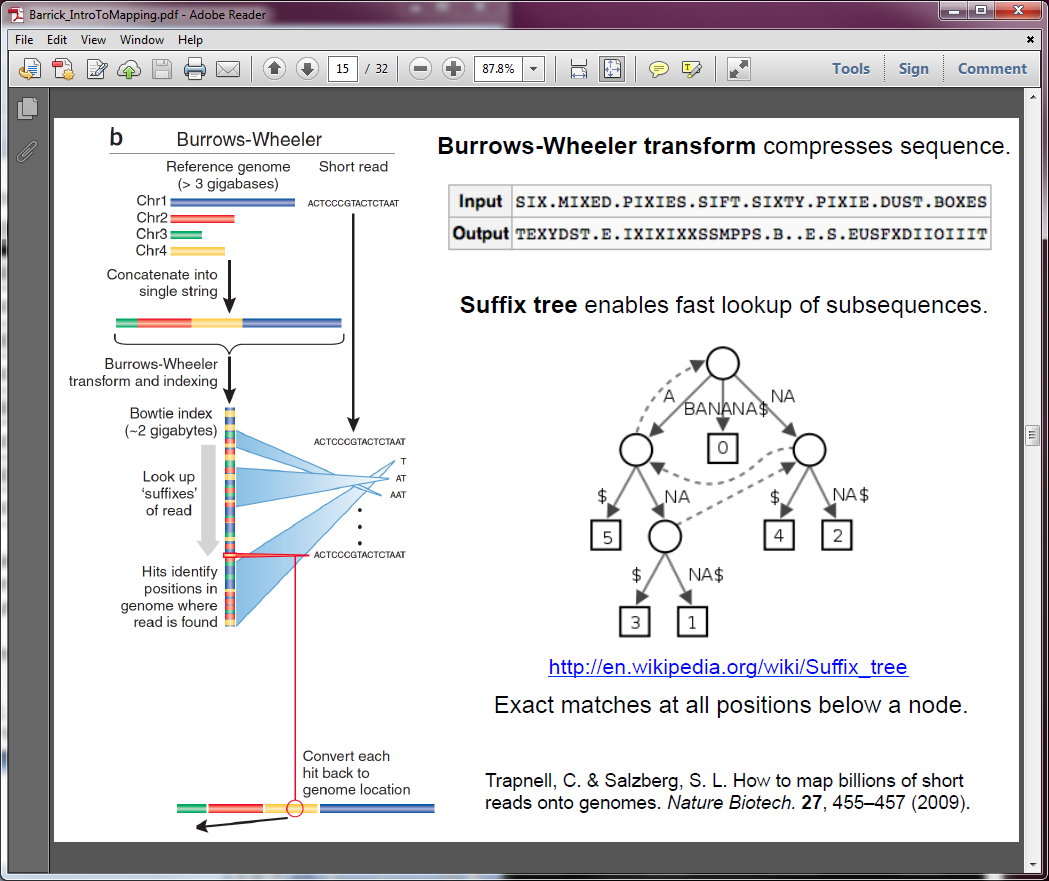 Barrick_IntroToMapping.pdf - Adobe Reader
File Edit View Window Help
15 / 32 87.8% Tools Sign Comment
b Burrows-Wheeler
Reference genome
(> 3 gigabases)
Short read
Chr1
ACTCCCGTACTCTAAT
Chr2
Chr3
Chr4
Concatenate into
single string
Burrows-Wheeler
transform and indexing
Bowtie index
(~2 gigabytes)
ACTCCCGTACTCTAAT
T
AT
AAT
Look up
‘suffixes’
of read
ACTCCCGTACTCTAAT
Hits identify
positions in
genome where
read is found
Convert each
hit back to
genome location
Burrows-Wheeler transform compresses sequence.
Input SIX.MIXED.PIXIES.SIFT.SIXTY.PIXIE.DUST.BOXES
Output TEXYDST.E.IXIXIXXSSMPPS.B..E.S.EUSFXDIIOIIIT
Suffix tree enables fast lookup of subsequences.
A BANANA$ NA
0
$ NA $ NA$
5 4 2
$ NA$
3 1
http://en.wikipedia.org/wiki/Suffix_tree
Exact matches at all positions below a node.
Trapnell, C. & Salzberg, S. L. How to map billions of short
reads onto genomes. Nature Biotech. 27, 455–457 (2009).